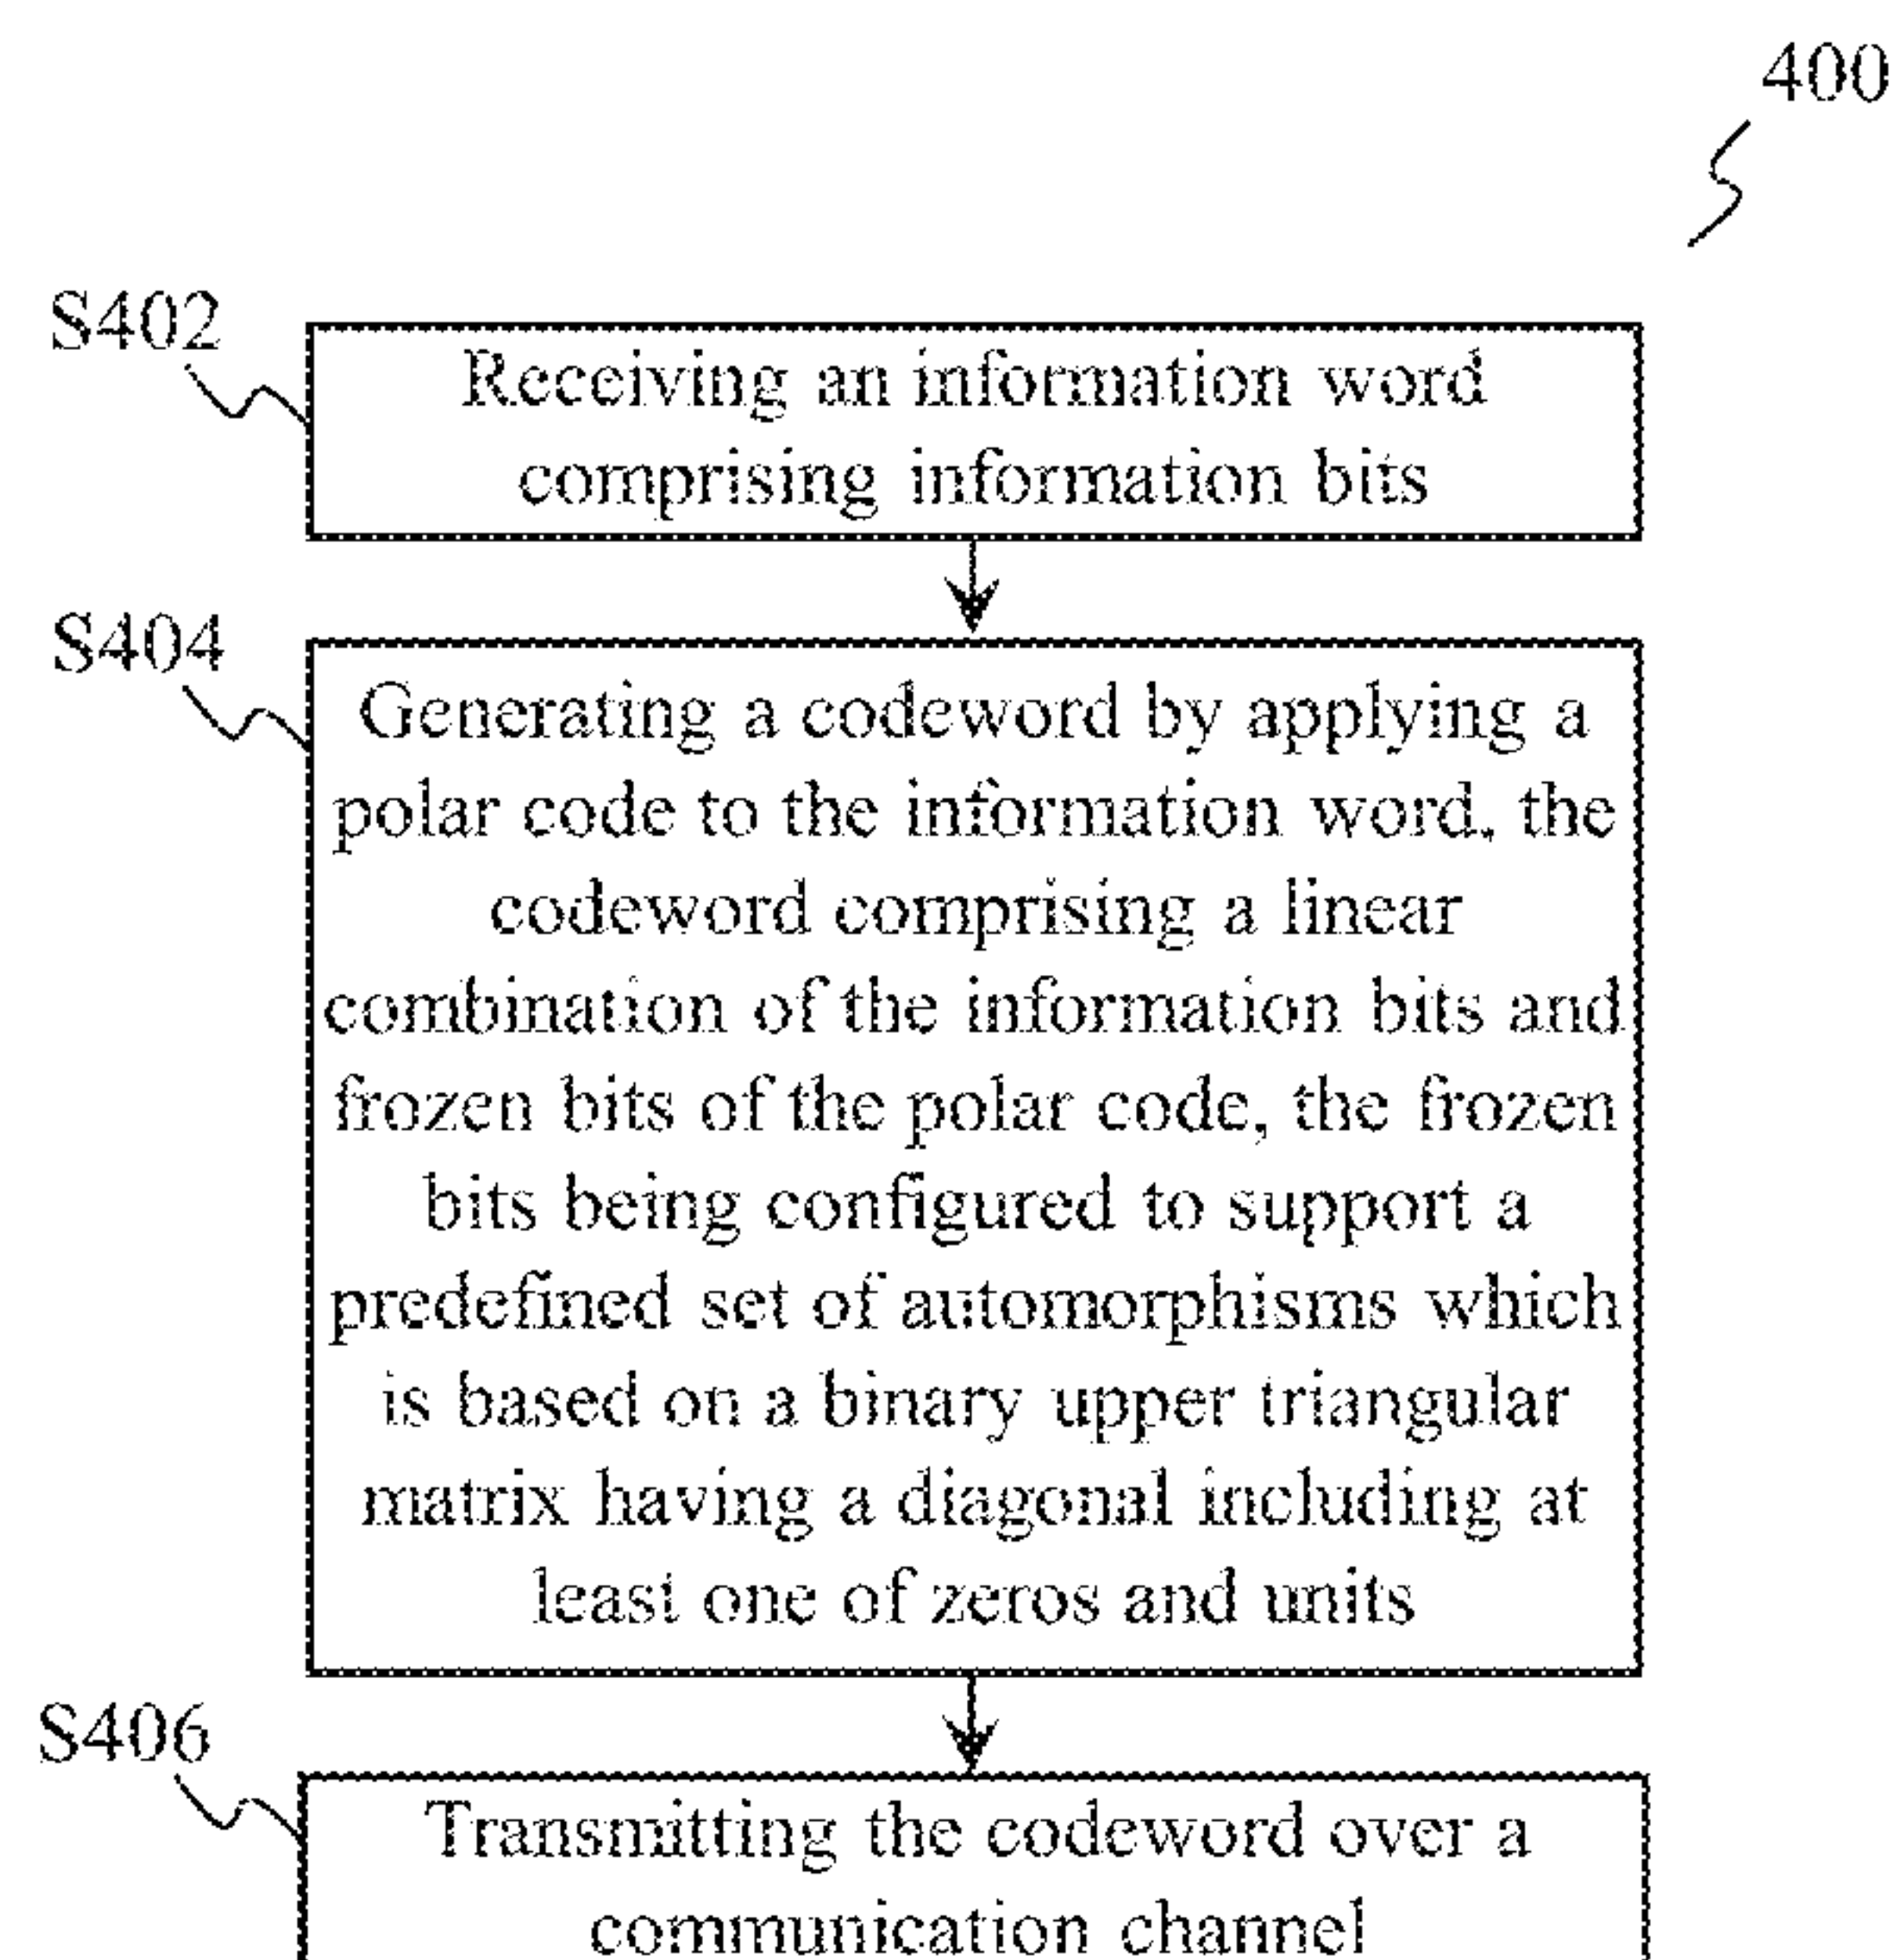 400
S402
Receiving an information word
comprising information bits
S404
Generating a codeword by applying a
polar code to the information word, the
codeword comprising a linear
combination of the information bits and
frozen bits of the polar code, the frozen
bits being configured to support a
predefined set of automorphisms which
is based on a binary upper triangular
matrix having a diagonal including at
least one of zeros and units
S406
Transmitting the codeword over a
communication channel